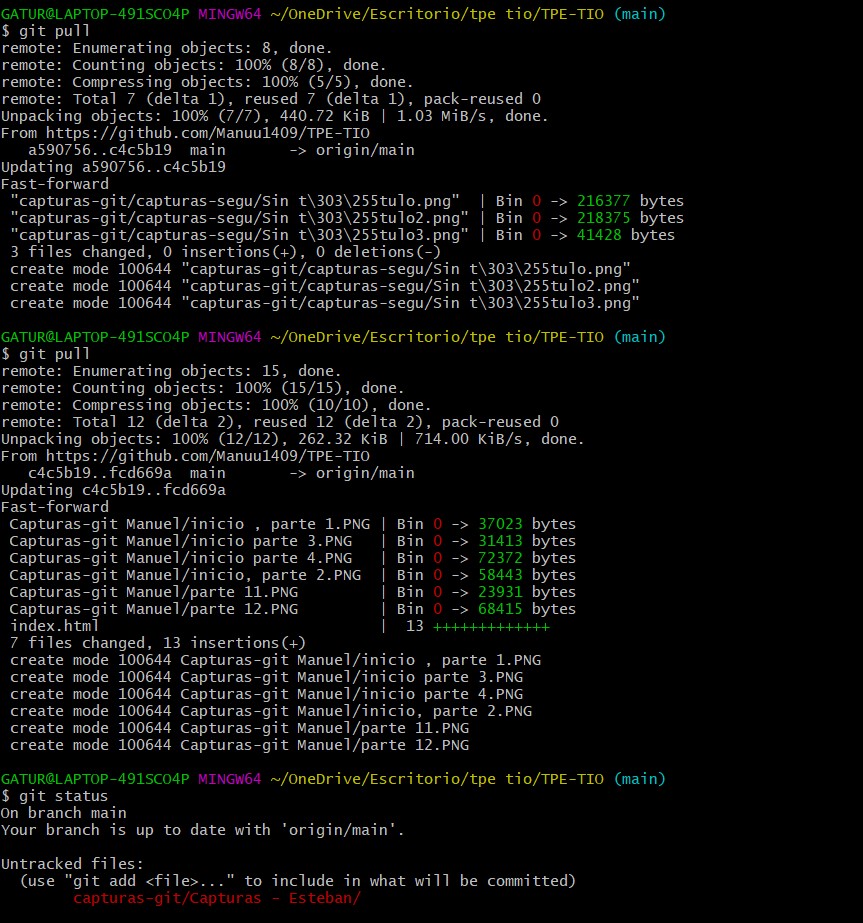 GATUR@LAPTOP-491SCO4P MINGW64 ~/OneDrive/Escritorio/tpe tio/TPE-TIO (main)
$ git pull
remote: Enumerating objects: 8, done.
remote: Counting objects: 100% (8/8), done.
remote: Compressing objects: 100% (5/5), done.
remote: Total 7 (delta 1), reused 7 (delta 1), pack-reused 0
Unpacking objects: 100% (7/7), 440.72 KiB | 1.03 MiB/s, done.
From https://github.com/Manuu1409/TPE-TIO
   a590756..c4c5b19  main       -> origin/main
Updating a590756..c4c5b19
Fast-forward
 "capturas-git/capturas-segu/Sin t\303\255tulo.png"  | Bin 0 -> 216377 bytes
 "capturas-git/capturas-segu/Sin t\303\255tulo2.png" | Bin 0 -> 218375 bytes
 "capturas-git/capturas-segu/Sin t\303\255tulo3.png" | Bin 0 -> 41428 bytes
 3 files changed, 0 insertions(+), 0 deletions(-)
 create mode 100644 "capturas-git/capturas-segu/Sin t\303\255tulo.png"
 create mode 100644 "capturas-git/capturas-segu/Sin t\303\255tulo2.png"
 create mode 100644 "capturas-git/capturas-segu/Sin t\303\255tulo3.png"
GATUR@LAPTOP-491SCO4P MINGW64 ~/OneDrive/Escritorio/tpe tio/TPE-TIO (main)
$ git pull
remote: Enumerating objects: 15, done.
remote: Counting objects: 100% (15/15), done.
remote: Compressing objects: 100% (10/10), done.
remote: Total 12 (delta 2), reused 12 (delta 2), pack-reused 0
Unpacking objects: 100% (12/12), 262.32 KiB | 714.00 KiB/s, done.
From https://github.com/Manuu1409/TPE-TIO
   c4c5b19..fcd669a  main       -> origin/main
Updating c4c5b19..fcd669a
Fast-forward
 Capturas-git Manuel/inicio , parte 1.PNG | Bin 0 -> 37023 bytes
 Capturas-git Manuel/inicio parte 3.PNG   | Bin 0 -> 31413 bytes
 Capturas-git Manuel/inicio parte 4.PNG   | Bin 0 -> 72372 bytes
 Capturas-git Manuel/inicio, parte 2.PNG  | Bin 0 -> 58443 bytes
 Capturas-git Manuel/parte 11.PNG         | Bin 0 -> 23931 bytes
 Capturas-git Manuel/parte 12.PNG         | Bin 0 -> 68415 bytes
 index.html                               |  13 +++++++++++++
 7 files changed, 13 insertions(+)
 create mode 100644 Capturas-git Manuel/inicio , parte 1.PNG
 create mode 100644 Capturas-git Manuel/inicio parte 3.PNG
 create mode 100644 Capturas-git Manuel/inicio parte 4.PNG
 create mode 100644 Capturas-git Manuel/inicio, parte 2.PNG
 create mode 100644 Capturas-git Manuel/parte 11.PNG
 create mode 100644 Capturas-git Manuel/parte 12.PNG
GATUR@LAPTOP-491SCO4P MINGW64 ~/OneDrive/Escritorio/tpe tio/TPE-TIO (main)
$ git status
On branch main
Your branch is up to date with 'origin/main'.
Untracked files:
  (use "git add <file>..." to include in what will be committed)
        capturas-git/Capturas - Esteban/